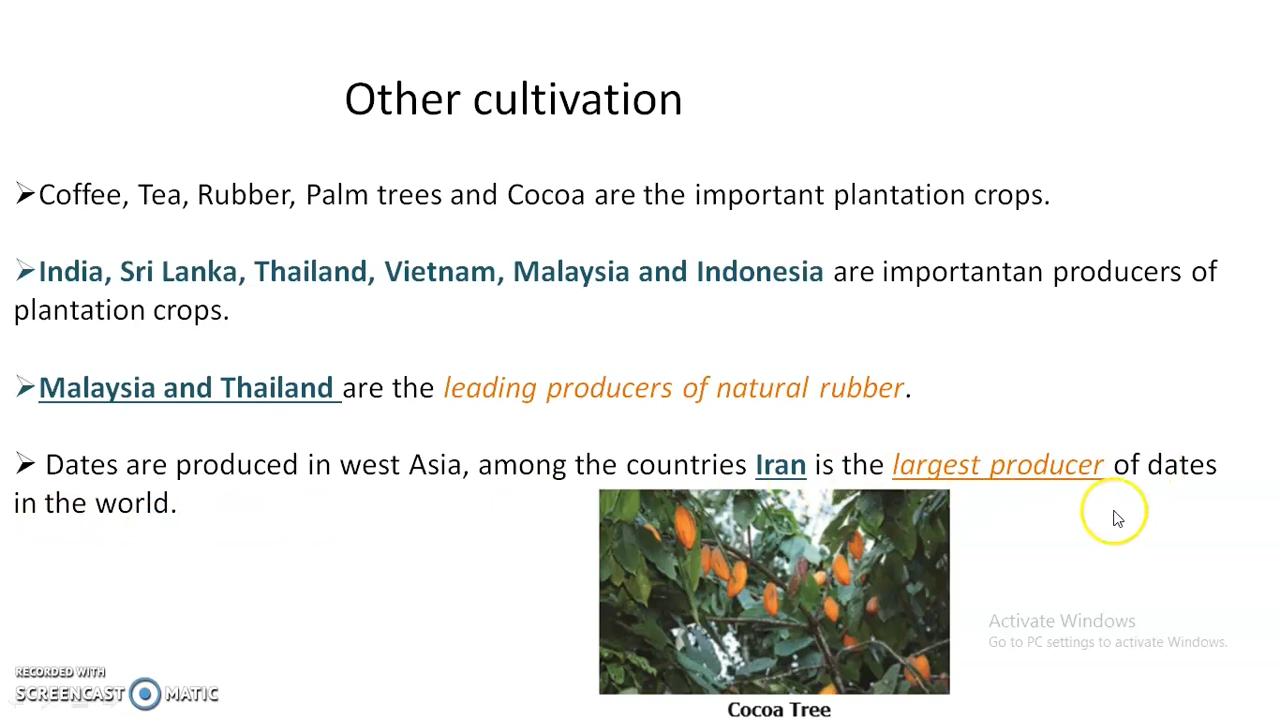 Other cultivation
➢Coffee, Tea, Rubber, Palm trees and Cocoa are the important plantation crops.
➢India, Sri Lanka, Thailand, Vietnam, Malaysia and Indonesia are importantan producers of
plantation crops.
➢Malaysia and Thailand are the leading producers of natural rubber.
➢ Dates are produced in west Asia, among the countries Iran is the largest producer of dates
in the world.
Activate Windows
Go to PC settings to activate Windows.
RECORDED WITH
SCREENCAST MATIC
Cocoa Tree